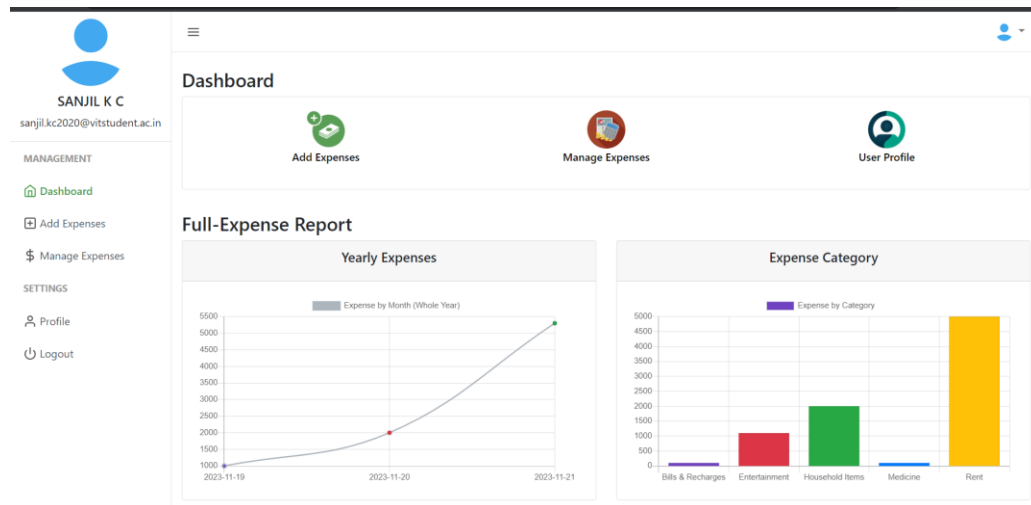 SANJIL K C
sanjil.kc2020@vitstudent.ac.in
MANAGEMENT
Dashboard
Add Expenses
Manage Expenses
SETTINGS
Profile
Logout
Dashboard
Add Expenses Manage Expenses User Profile
Full-Expense Report
Yearly Expenses
Expense by Month (Whole Year)
5500
5000
4500
4000
3500
3000
2500
2000
1500
1000
2023-11-19 2023-11-20 2023-11-21
Expense Category
Expense by Category
5000
4500
4000
3500
3000
2500
2000
1500
1000
500
0
Bills & Recharges Entertainment Household Items Medicine Rent